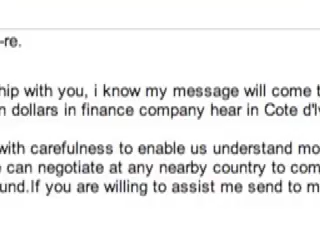 -re.
hip with you, i know my message will come t
n dollars in finance company hear in Cote d'Iv
with carefulness to enable us understand mo
e can negotiate at any nearby country to com
und.If you are willing to assist me send to m